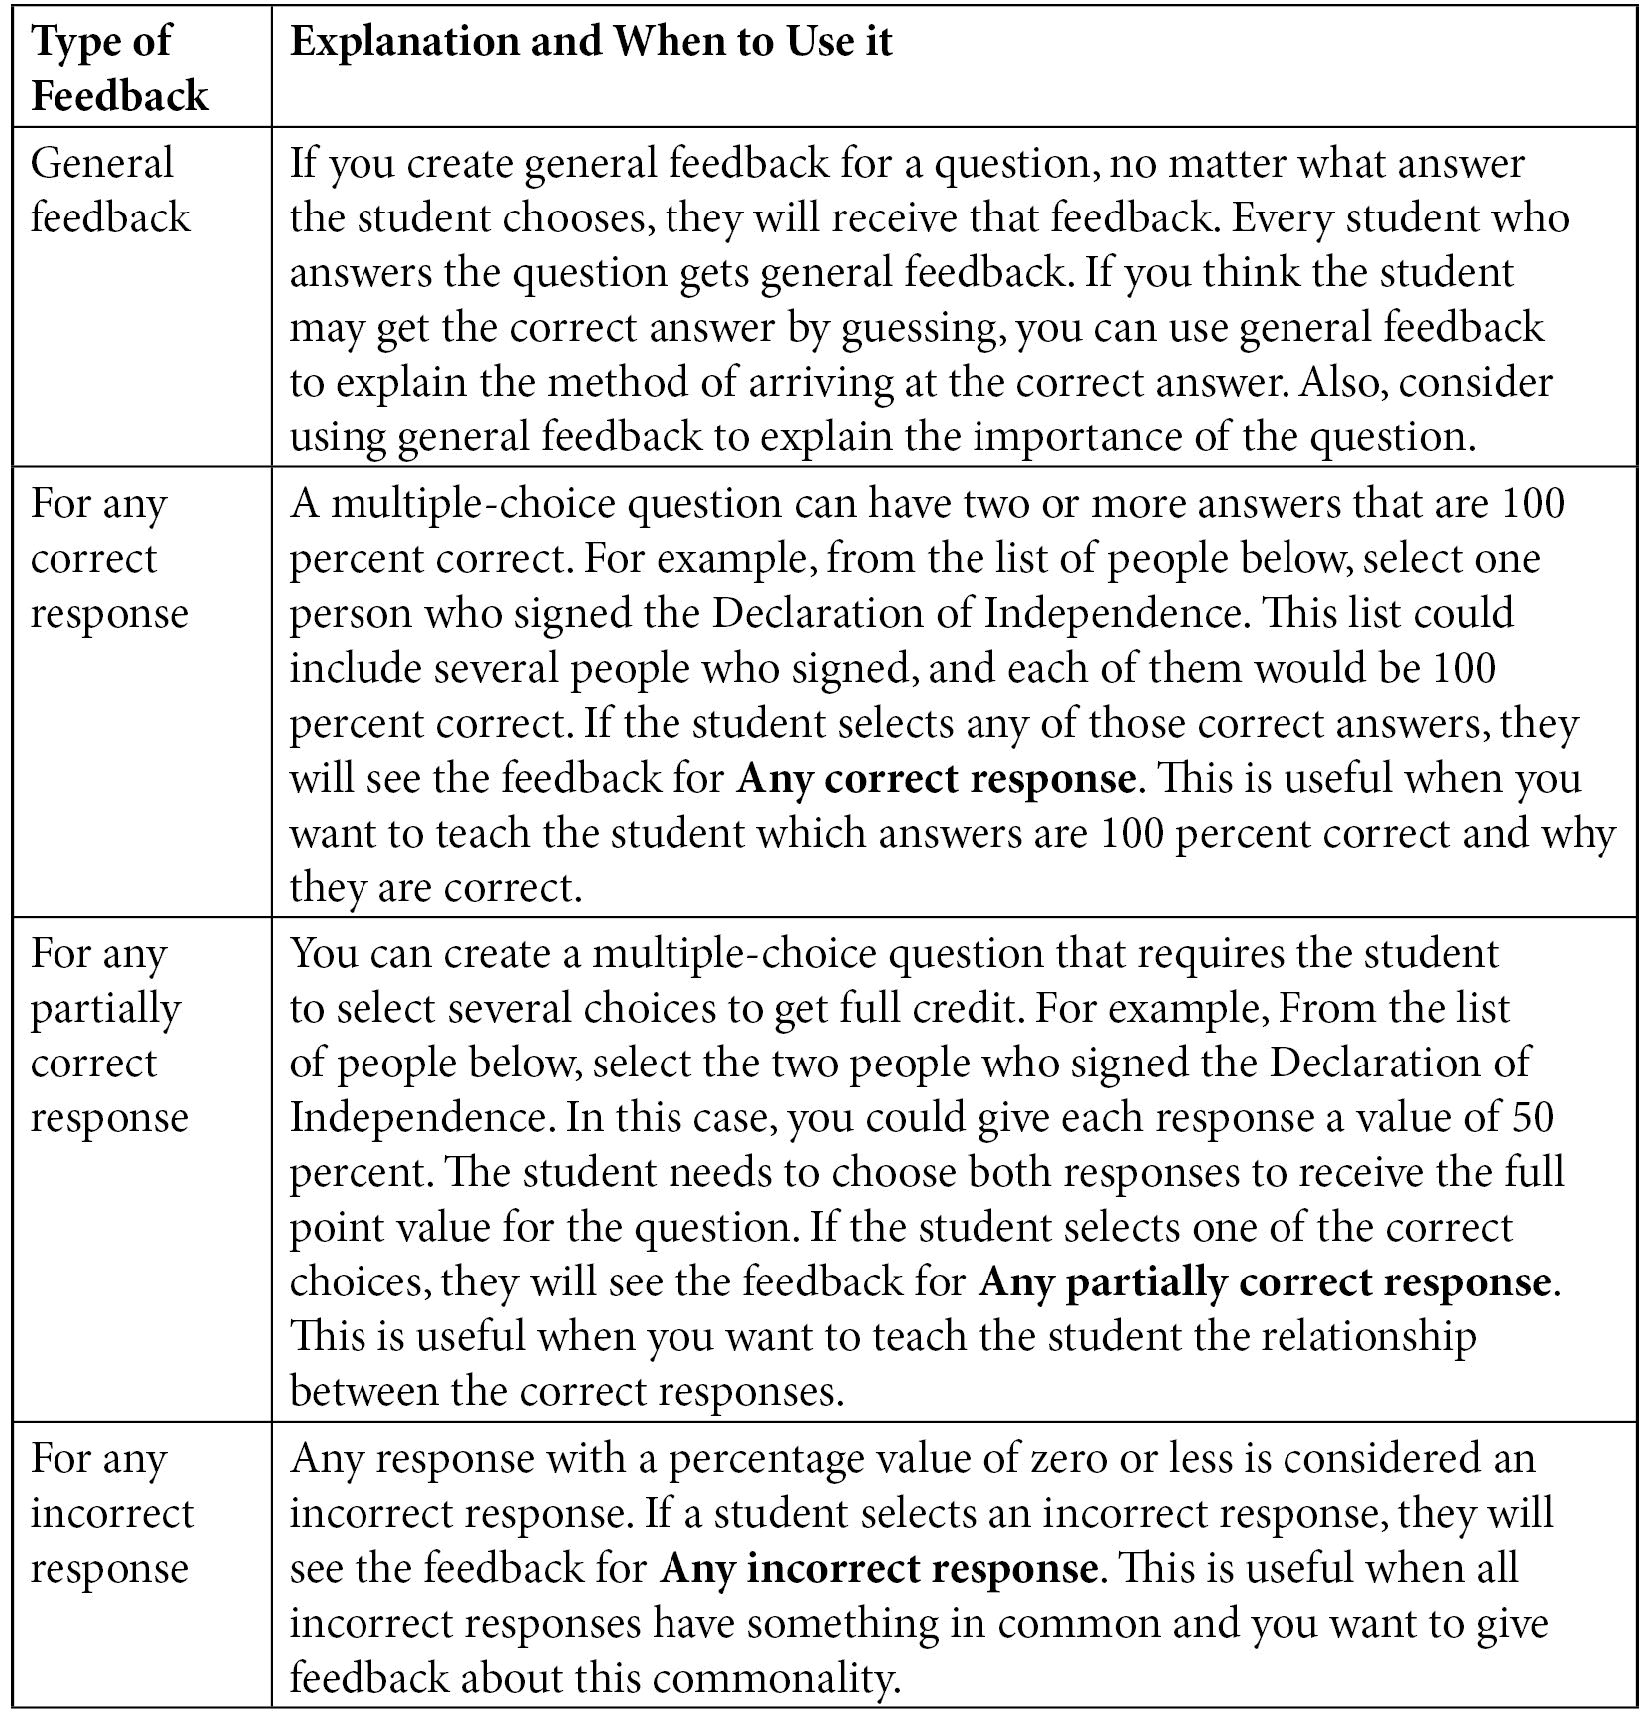 Type of
Feedback
Explanation and When to Use it
General
feedback
If you create general feedback for a question, no matter what answer
the student chooses, they will receive that feedback. Every student who
answers the question gets general feedback. If you think the student
may get the correct answer by guessing, you can use general feedback
to explain the method of arriving at the correct answer. Also, consider
using general feedback to explain the importance of the question.
For any
correct
response
A multiple-choice question can have two or more answers that are 100
percent correct. For example, from the list of people below, select one
person who signed the Declaration of Independence. This list could
include several people who signed, and each of them would be 100
percent correct. If the student selects any of those correct answers, they
will see the feedback for Any correct response. This is useful when you
want to teach the student which answers are 100 percent correct and why
they are correct.
For any
partially
correct
response
You can create a multiple-choice question that requires the student
to select several choices to get full credit. For example, From the list
of people below, select the two people who signed the Declaration of
Independence. In this case, you could give each response a value of 50
percent. The student needs to choose both responses to receive the full
point value for the question. If the student selects one of the correct
choices, they will see the feedback for Any partially correct response.
This is useful when you want to teach the student the relationship
between the correct responses.
For any
incorrect
response
Any response with a percentage value of zero or less is considered an
incorrect response. If a student selects an incorrect response, they will
see the feedback for Any incorrect response. This is useful when all
incorrect responses have something in common and you want to give
feedback about this commonality.